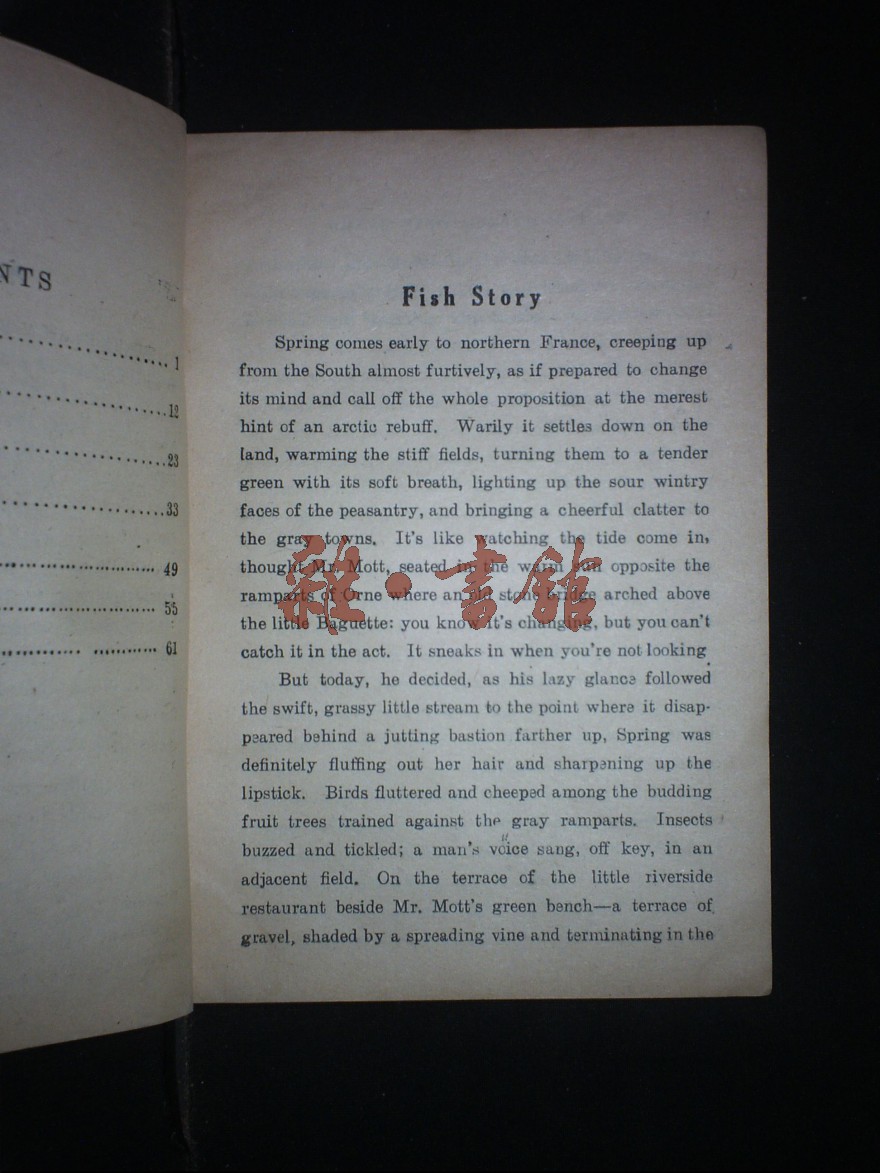 NTS
1
12
23
33
49
55
61
Fish Story
Spring comes early to northern France, creeping up
from the South almost furtively, as if prepared to change
its mind and call off the whole proposition at the merest
hint of an arctic rebuff. Warily it settles down on the
land, warming the stiff fields, turning them to a tender
green with its soft breath, lighting up the sour wintry
faces of the peasantry, and bringing a cheerful clatter to
the gray towns. It's like watching the tide come in,
thought Mr. Mott, seated in the warm sun opposite the
ramparts of Orne where an old stone bridge arched above
the little Baguette: you know it's changing, but you can't
catch it in the act. It sneaks in when you're not looking.
But today, he decided, as his lazy glance followed
the swift, grassy little stream to the point where it disap-
peared behind a jutting bastion farther up, Spring was
definitely fluffing out her hair and sharpening up the
lipstick. Birds fluttered and cheeped among the budding
fruit trees trained against the gray ramparts. Insects
buzzed and tickled; a man's voice sang, off key, in an
adjacent field. On the terrace of the little riverside
restaurant beside Mr. Mott's green bench—a terrace of
gravel, shaded by a spreading vine and terminating in the
雜·書館